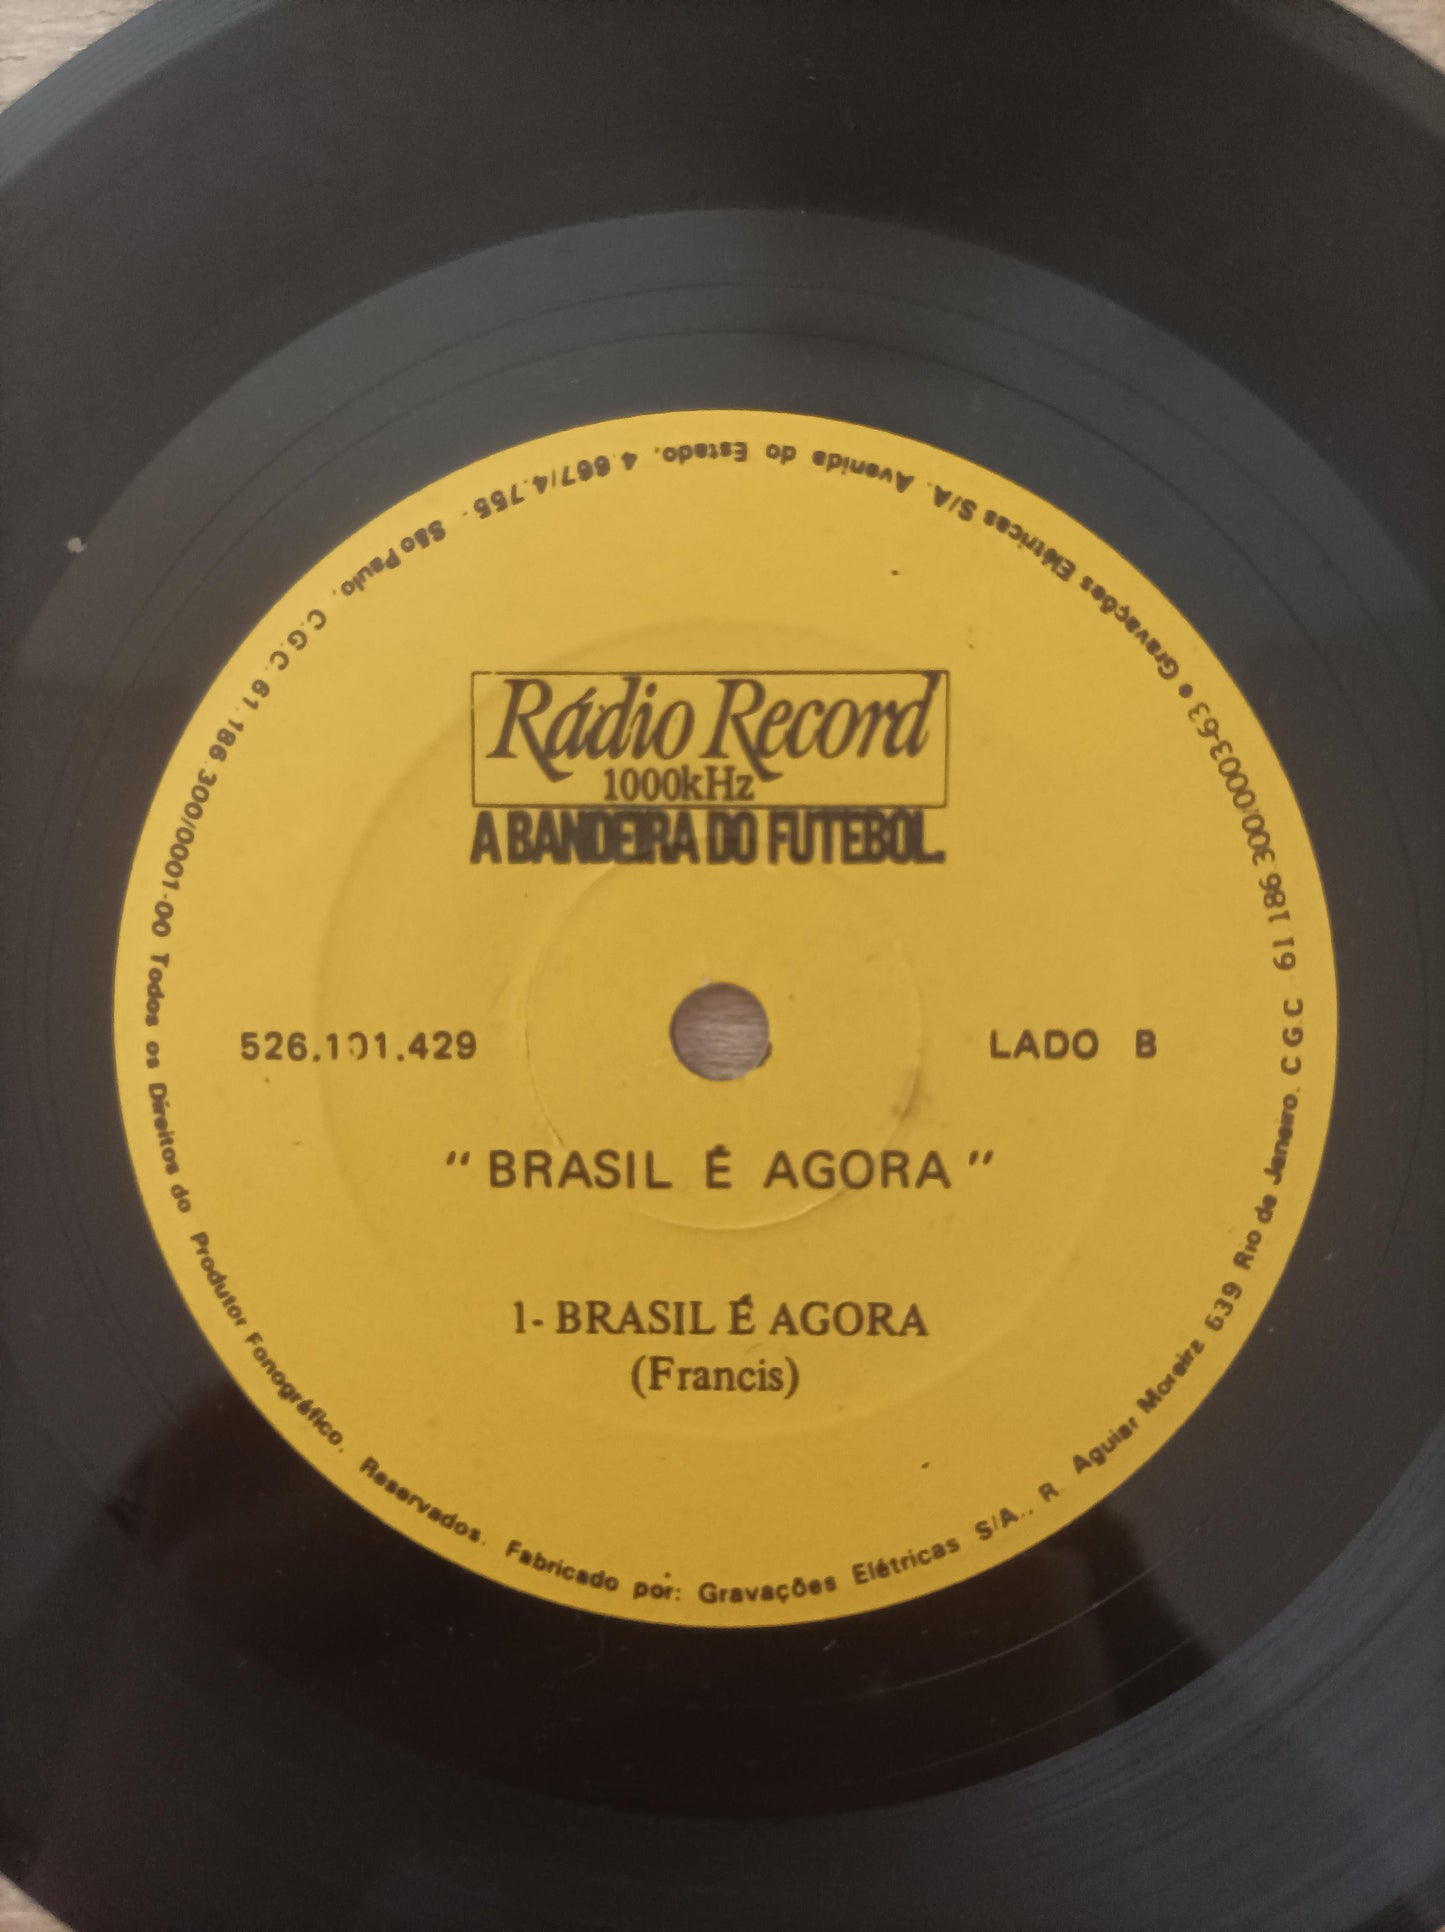 Rádio Record
1000kHz
A BANDEIRA DO FUTEBOL.
526.101.429
LADO B
"BRASIL É AGORA"
1- BRASIL É AGORA
(Francis)
Todos os Direitos do Produtor Fonográfico, Reservados. Fabricado por: Gravações Elétricas S/A., R. Aguiar Moreira 639 Rio de Janeiro. CGC 61 186 300/0003-63 e Gravações Elétricas S/A. Avenida do Estado, 4.667/4.755 - São Paulo, C.G.C. 61.186.300/0001-00